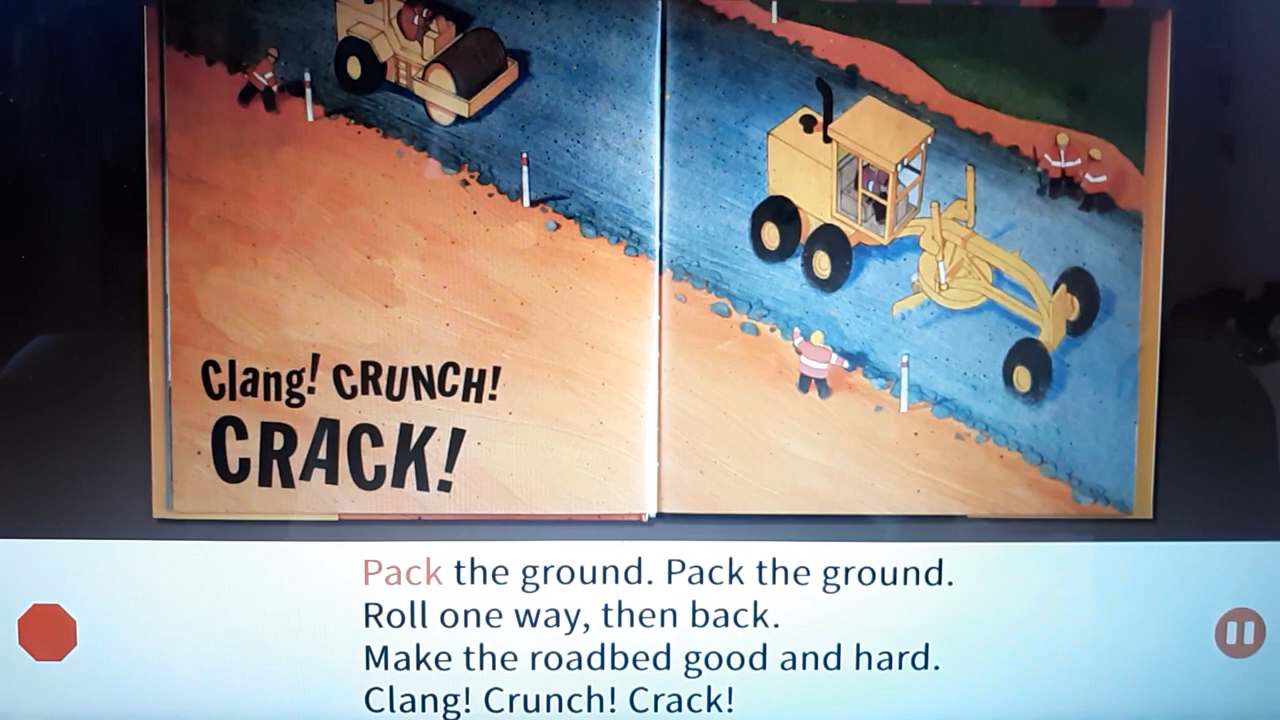 Clang! CRUNCH!
CRACK!
Pack the ground. Pack the ground.
Roll one way, then back.
Make the roadbed good and hard.
Clang! Crunch! Crack!